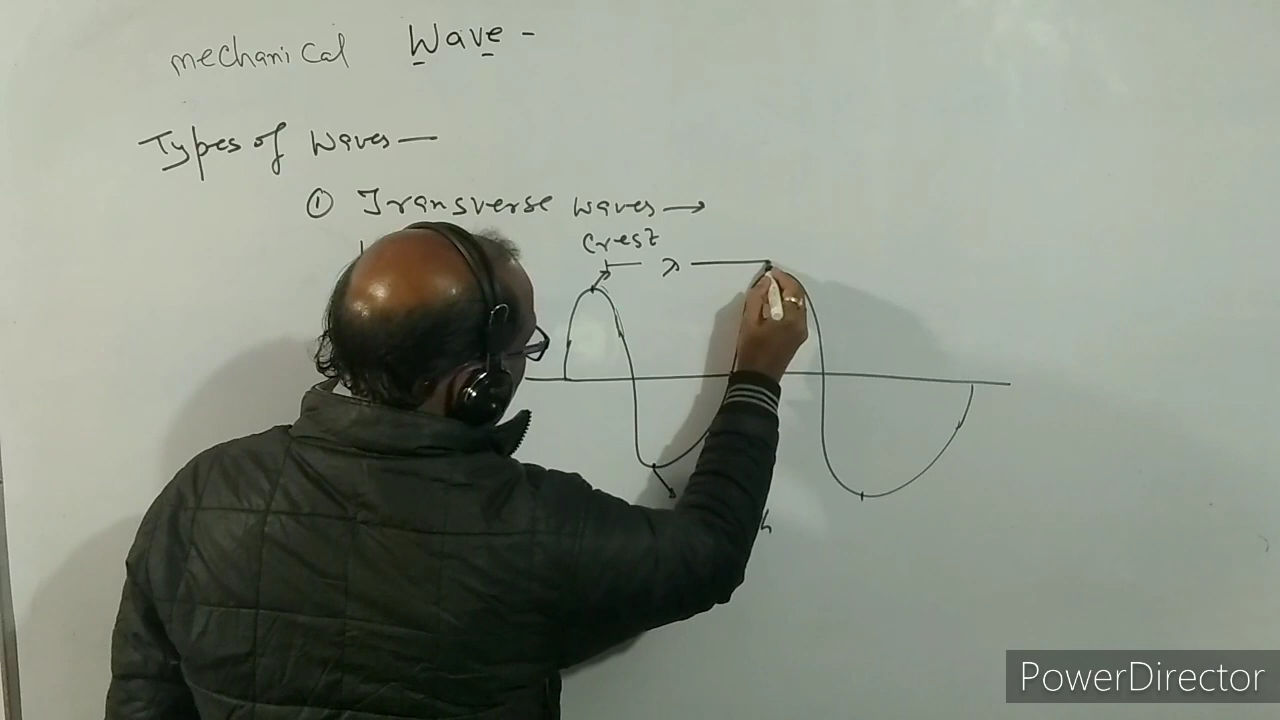 mechanical Wave -
Types of Waves —
① Transverse waves →
Crest
λ
PowerDirector